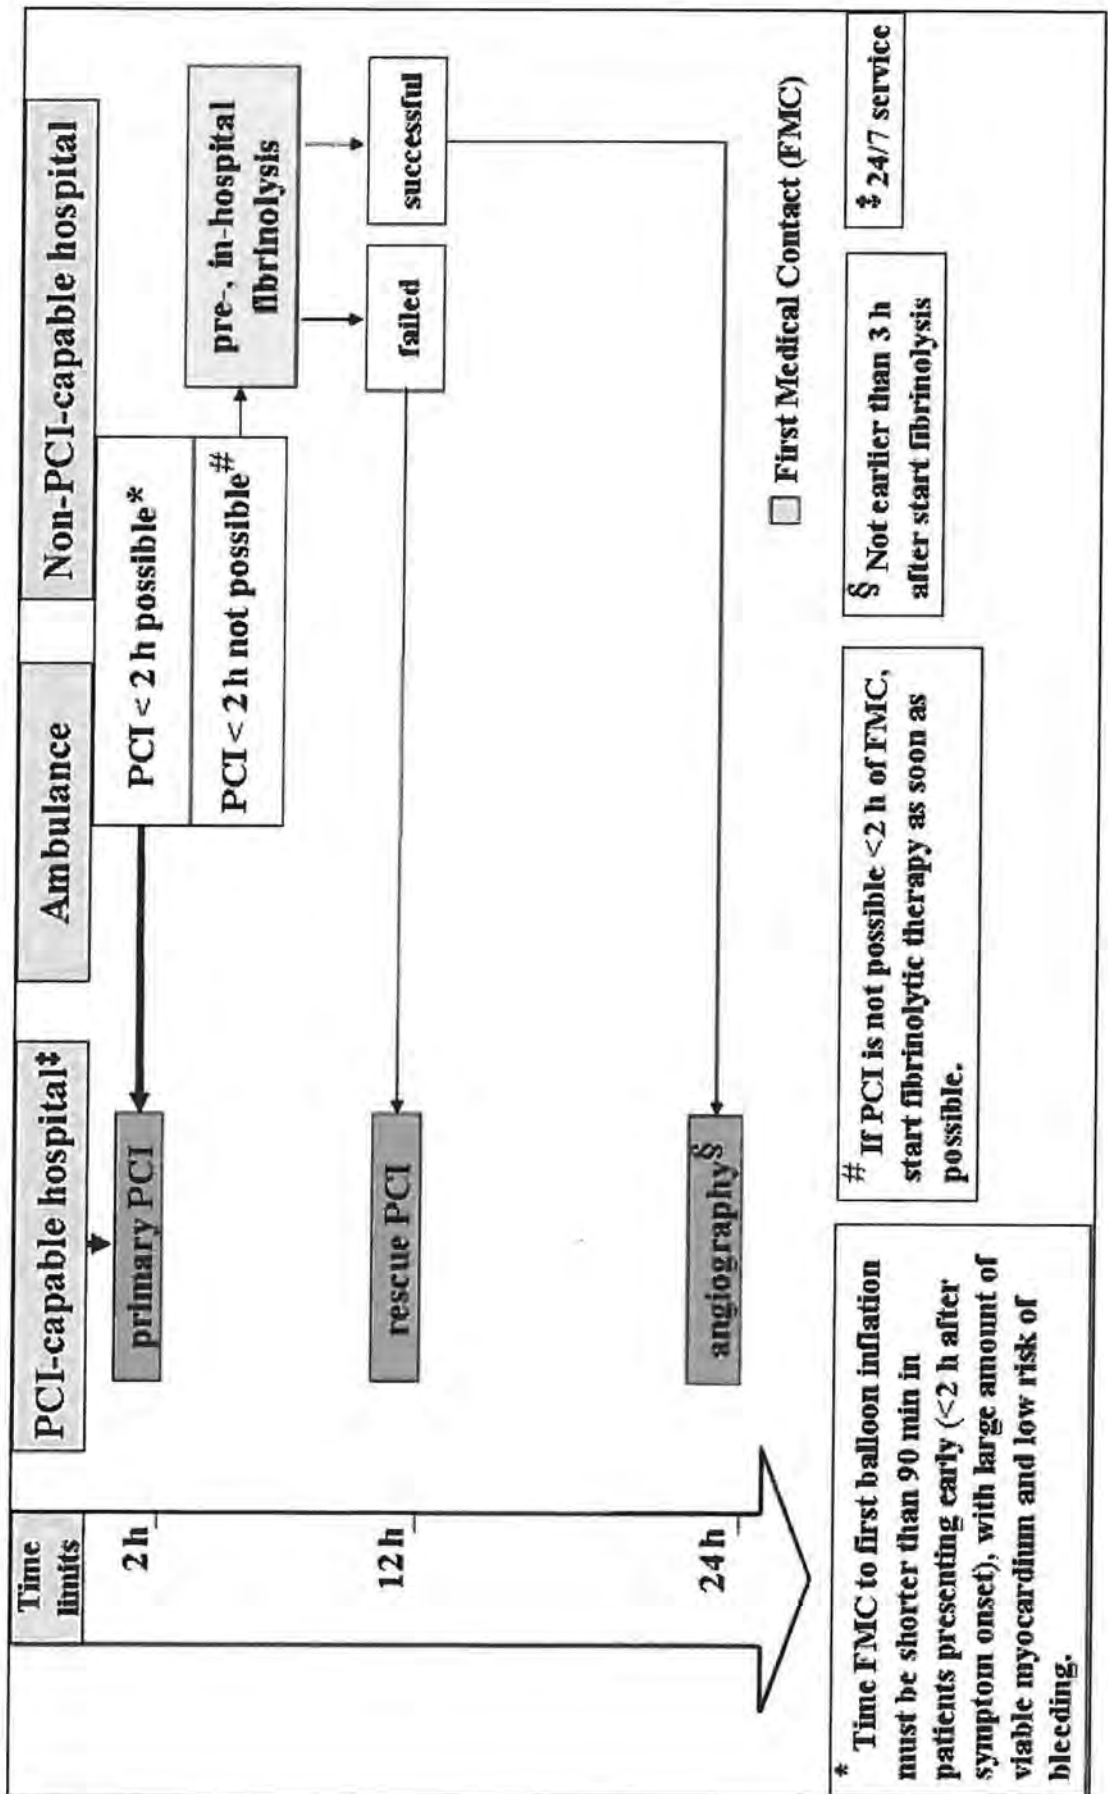 Time
limits
PCI-capable hospital‡
Ambulance
Non-PCI-capable hospital
2 h
primary PCI
PCI < 2 h possible*
PCI < 2 h not possible#
pre-, in-hospital
fibrinolysis
12 h
rescue PCI
failed
successful
24 h
angiography§
First Medical Contact (FMC)
* Time FMC to first balloon inflation
must be shorter than 90 min in
patients presenting early (<2 h after
symptom onset), with large amount of
viable myocardium and low risk of
bleeding.
# If PCI is not possible <2 h of FMC,
start fibrinolytic therapy as soon as
possible.
§ Not earlier than 3 h
after start fibrinolysis
‡ 24/7 service